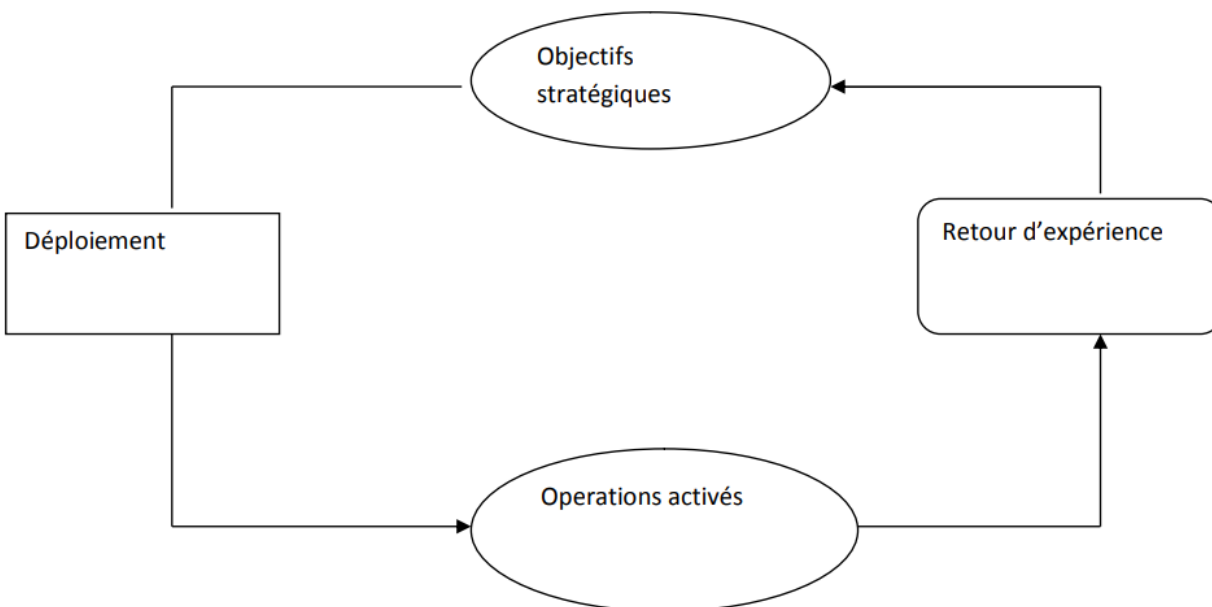 Objectifs
stratégiques
Déploiement
Retour d’expérience
Operations activés